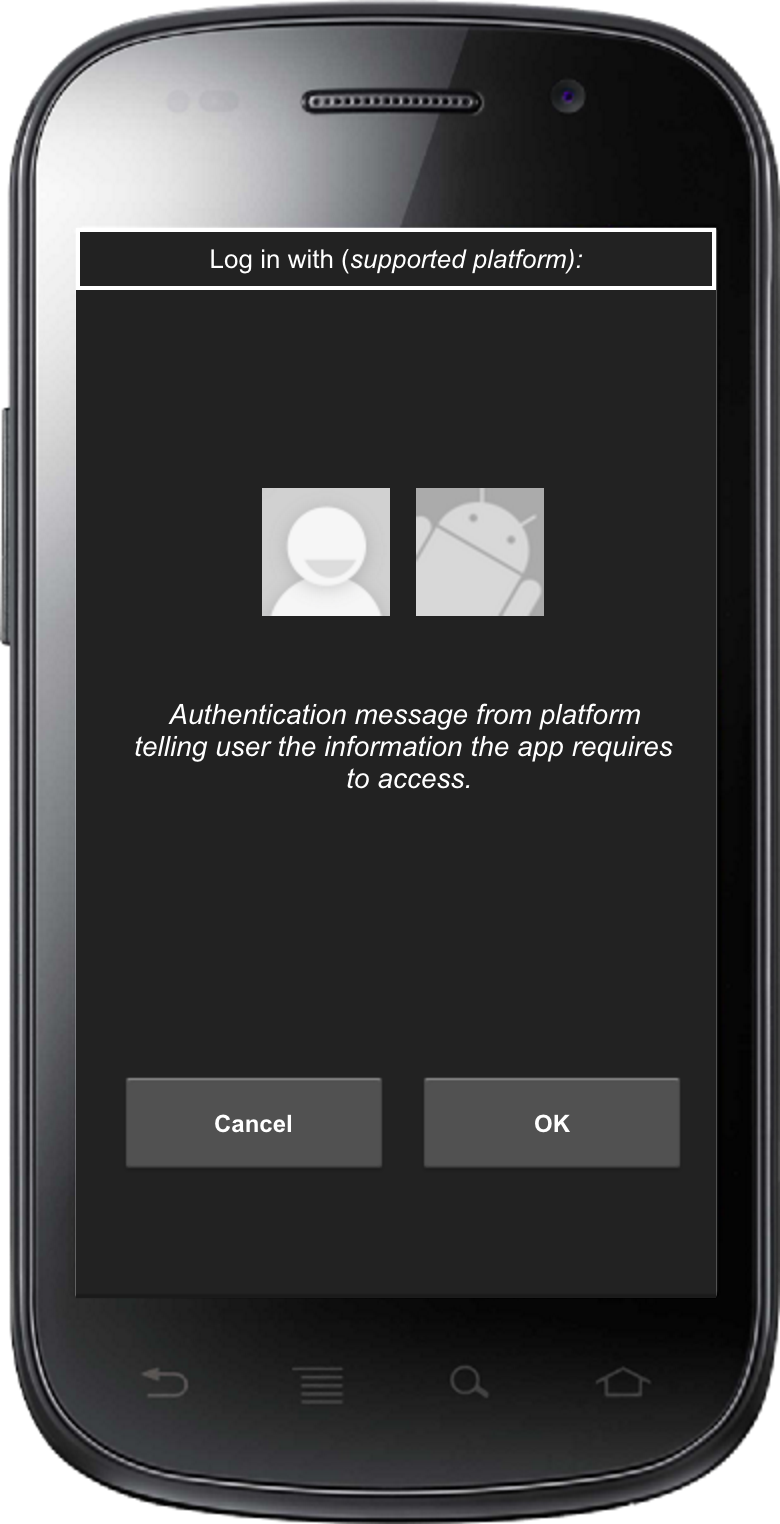 Log in with (supported platform):
Authentication message from platform
telling user the information the app requires
to access.
Cancel
OK